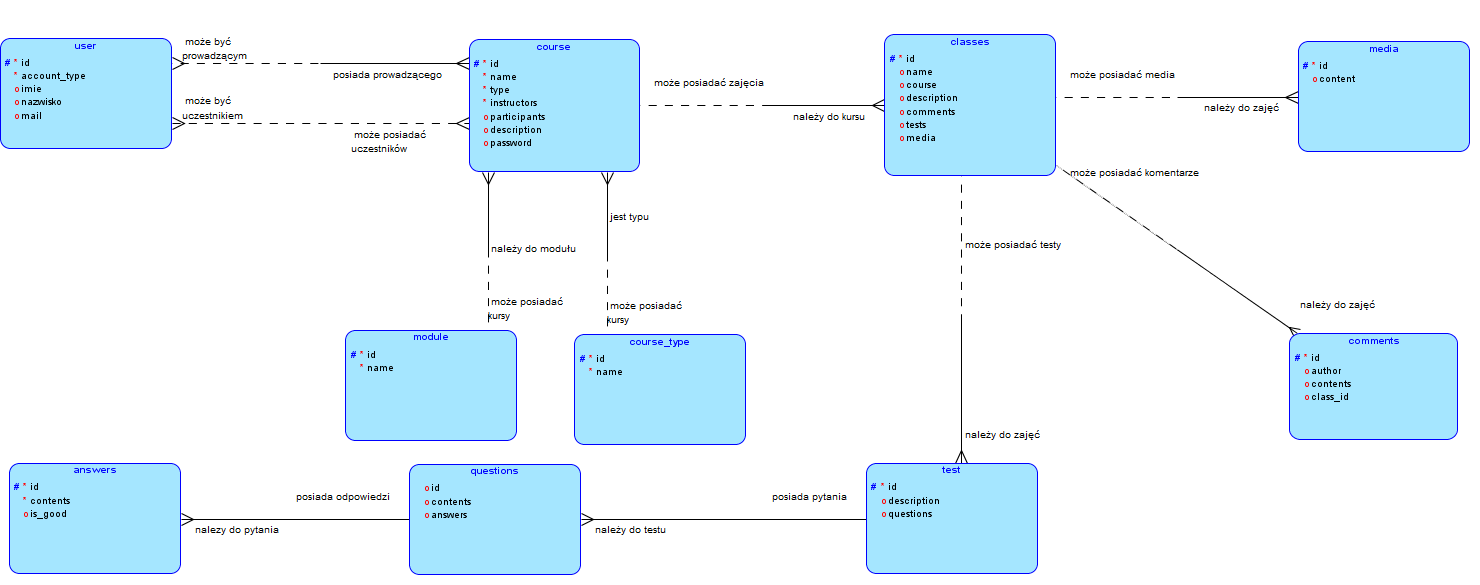 user
# * id
* account_type
o imie
o nazwisko
o mail
może być
prowadzącym
posiada prowadzącego
może być
uczestnikiem
może posiadać
uczestników
course
# * id
* name
* type
* instructors
o participants
o description
o password
może posiadać zajęcia
należy do kursu
classes
# * id
o name
o course
o description
o comments
o tests
o media
może posiadać media
należy do zajęć
media
# * id
o content
może posiadać komentarze
należy do zajęć
comments
# * id
o author
o contents
o class_id
należy do modułu
może posiadać
kursy
jest typu
może posiadać
kursy
module
# * id
* name
course_type
# * id
* name
może posiadać testy
należy do zajęć
answers
# * id
* contents
o is_good
posiada odpowiedzi
nalezy do pytania
questions
o id
o contents
o answers
posiada pytania
należy do testu
test
# * id
o description
o questions